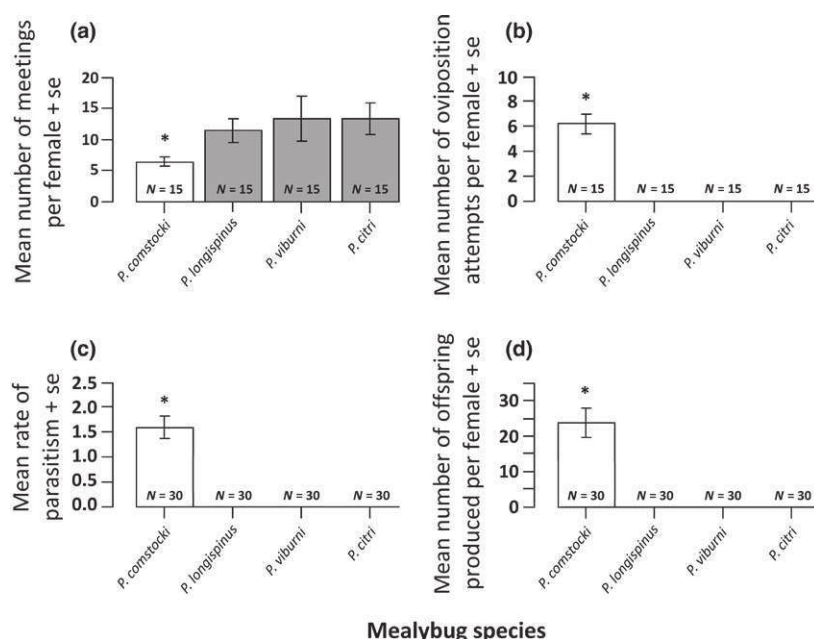 (a)
Mean number of meetings
per female + se
20
15
10
5
0
*
N = 15
N = 15
N = 15
N = 15
P. comstocki
P. longispinus
P. viburni
P. citri
(b)
Mean number of oviposition
attempts per female + se
10
8
6
4
2
0
*
N = 15
N = 15
N = 15
N = 15
P. comstocki
P. longispinus
P. viburni
P. citri
(c)
Mean rate of
parasitism + se
2.5
2.0
1.5
1.0
0.5
0.0
*
N = 30
N = 30
N = 30
N = 30
P. comstocki
P. longispinus
P. viburni
P. citri
(d)
Mean number of offspring
produced per female + se
30
20
10
0
*
N = 30
N = 30
N = 30
N = 30
P. comstocki
P. longispinus
P. viburni
P. citri
Mealybug species